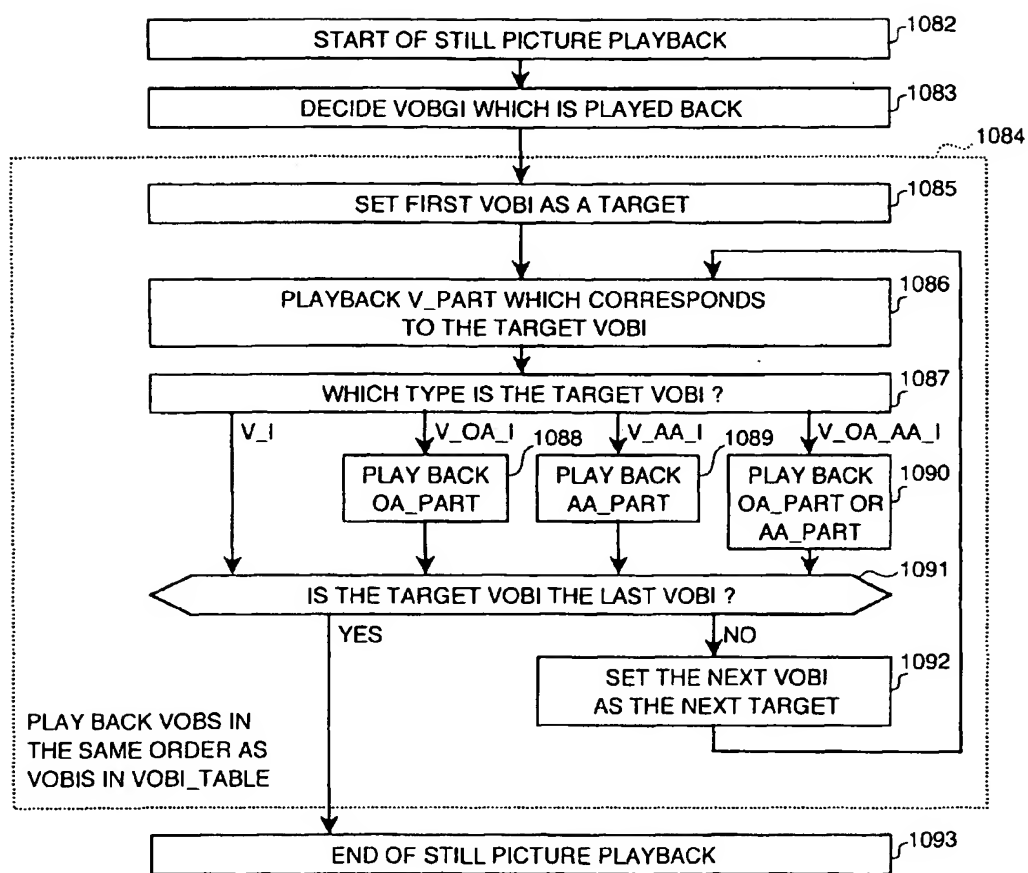 START OF STILL PICTURE PLAYBACK
1082
DECIDE VOBGI WHICH IS PLAYED BACK
1083
1084
SET FIRST VOBI AS A TARGET
1085
PLAYBACK V_PART WHICH CORRESPONDS
TO THE TARGET VOBI
1086
WHICH TYPE IS THE TARGET VOBI ?
1087
V_I
V_OA_I
1088
V_AA_I
1089
V_OA_AA_I
PLAY BACK
OA_PART
PLAY BACK
AA_PART
PLAY BACK
OA_PART OR
AA_PART
1090
IS THE TARGET VOBI THE LAST VOBI ?
1091
YES
NO
SET THE NEXT VOBI
AS THE NEXT TARGET
1092
PLAY BACK VOBS IN
THE SAME ORDER AS
VOBIS IN VOBI_TABLE
END OF STILL PICTURE PLAYBACK
1093